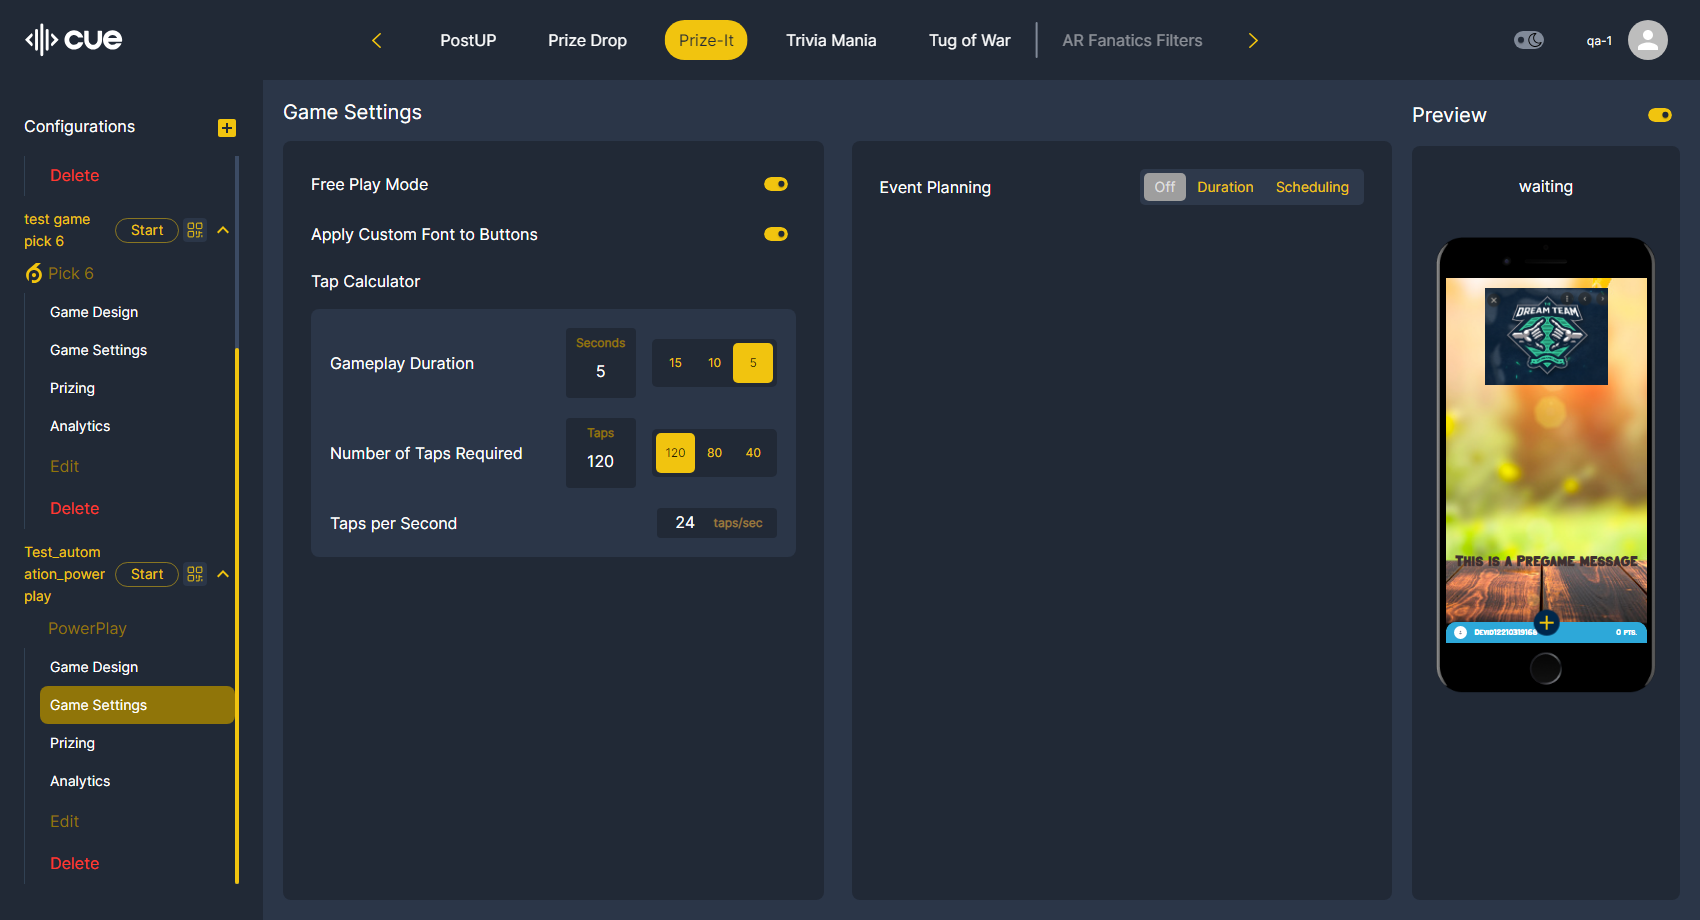 cue
PostUP
Prize Drop
Prize-It
Trivia Mania
Tug of War
AR Fanatics Filters
qa-1
Configurations
Delete
test game
pick 6
Start
Pick 6
Game Design
Game Settings
Prizing
Analytics
Edit
Delete
Test_autom
ation_power
play
Start
PowerPlay
Game Design
Game Settings
Prizing
Analytics
Edit
Delete
Game Settings
Free Play Mode
Apply Custom Font to Buttons
Tap Calculator
Gameplay Duration
Seconds
5
15 10 5
Number of Taps Required
Taps
120
120 80 40
Taps per Second
24 taps/sec
Event Planning
Off Duration Scheduling
Preview
waiting
DREAM TEAM
This is a Pregame message
0 pts.